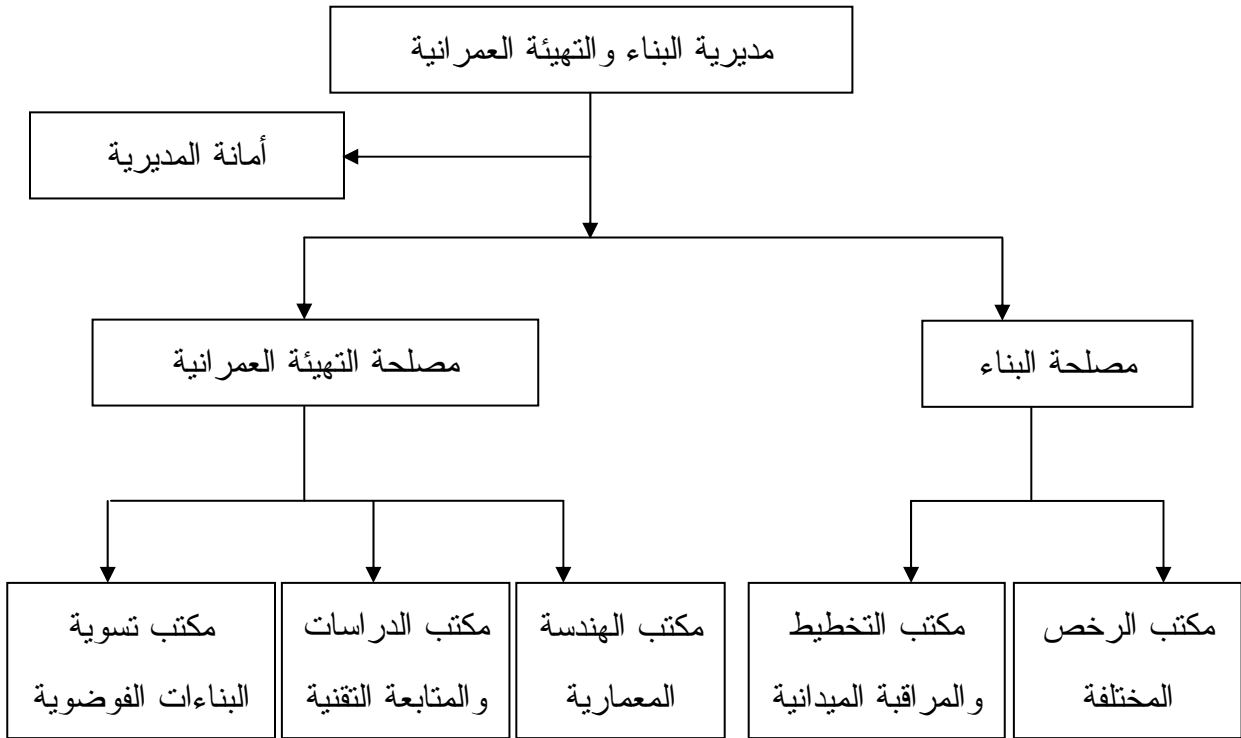 مديرية البناء والتهيئة العمرانية
أمانة المديرية
مصلحة البناء
مصلحة التهيئة العمرانية
مكتب الرخص
المختلفة
مكتب التخطيط
والمراقبة الميدانية
مكتب الهندسة
المعمارية
مكتب الدراسات
والمتابعة التقنية
مكتب تسوية
البناءات الفوضوية